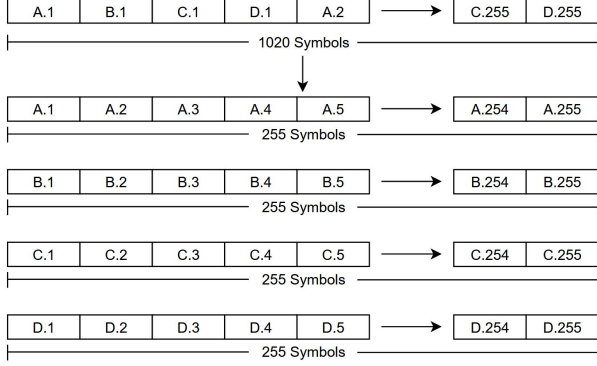 A.1 B.1 C.1 D.1 A.2 C.255 D.255
1020 Symbols
A.1 A.2 A.3 A.4 A.5 A.254 A.255
255 Symbols
B.1 B.2 B.3 B.4 B.5 B.254 B.255
255 Symbols
C.1 C.2 C.3 C.4 C.5 C.254 C.255
255 Symbols
D.1 D.2 D.3 D.4 D.5 D.254 D.255
255 Symbols